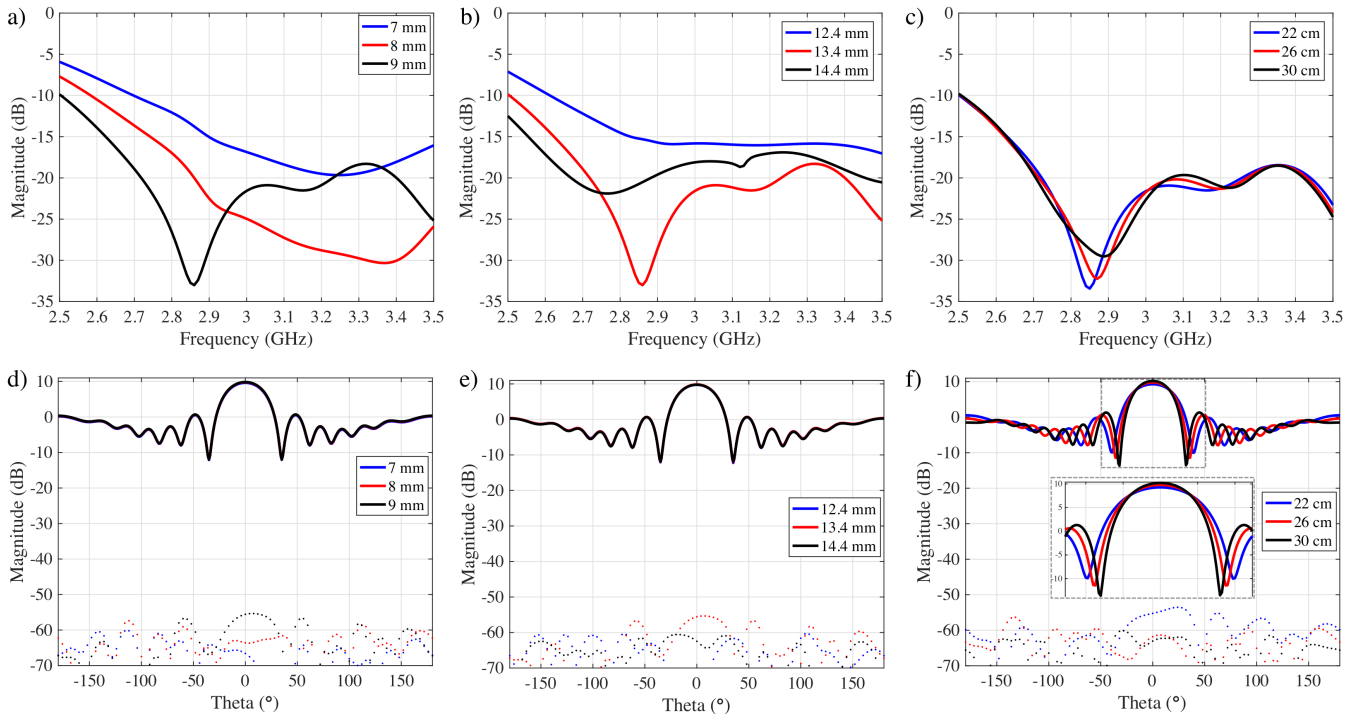 a)
0
-5
-10
-15
-20
-25
-30
-35
Magnitude (dB)
7 mm
8 mm
9 mm
2.5 2.6 2.7 2.8 2.9 3 3.1 3.2 3.3 3.4 3.5
Frequency (GHz)
b)
0
-5
-10
-15
-20
-25
-30
-35
Magnitude (dB)
12.4 mm
13.4 mm
14.4 mm
2.5 2.6 2.7 2.8 2.9 3 3.1 3.2 3.3 3.4 3.5
Frequency (GHz)
c)
0
-5
-10
-15
-20
-25
-30
-35
Magnitude (dB)
22 cm
26 cm
30 cm
2.5 2.6 2.7 2.8 2.9 3 3.1 3.2 3.3 3.4 3.5
Frequency (GHz)
d)
10
0
-10
-20
-30
-40
-50
-60
-70
Magnitude (dB)
7 mm
8 mm
9 mm
-150 -100 -50 0 50 100 150
Theta (°)
e)
10
0
-10
-20
-30
-40
-50
-60
-70
Magnitude (dB)
12.4 mm
13.4 mm
14.4 mm
-150 -100 -50 0 50 100 150
Theta (°)
f)
10
0
-10
-20
-30
-40
-50
-60
-70
Magnitude (dB)
10
5
0
-5
10
22 cm
26 cm
30 cm
-150 -100 -50 0 50 100 150
Theta (°)